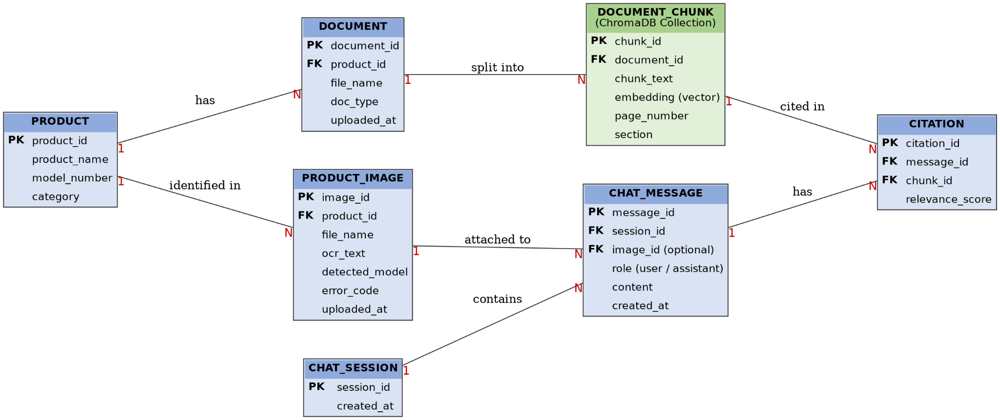 PRODUCT
PK product_id
product_name
model_number
category
1
has
N
1
identified in
N
DOCUMENT
PK document_id
FK product_id
file_name
doc_type
uploaded_at
1
split into
N
PRODUCT_IMAGE
PK image_id
FK product_id
file_name
ocr_text
detected_model
error_code
uploaded_at
1
attached to
N
CHAT_SESSION
PK session_id
created_at
1
contains
N
DOCUMENT_CHUNK
(ChromaDB Collection)
PK chunk_id
FK document_id
chunk_text
embedding (vector)
page_number
section
1
cited in
N
CHAT_MESSAGE
PK message_id
FK session_id
FK image_id (optional)
role (user / assistant)
content
created_at
1
has
N
CITATION
PK citation_id
FK message_id
FK chunk_id
relevance_score